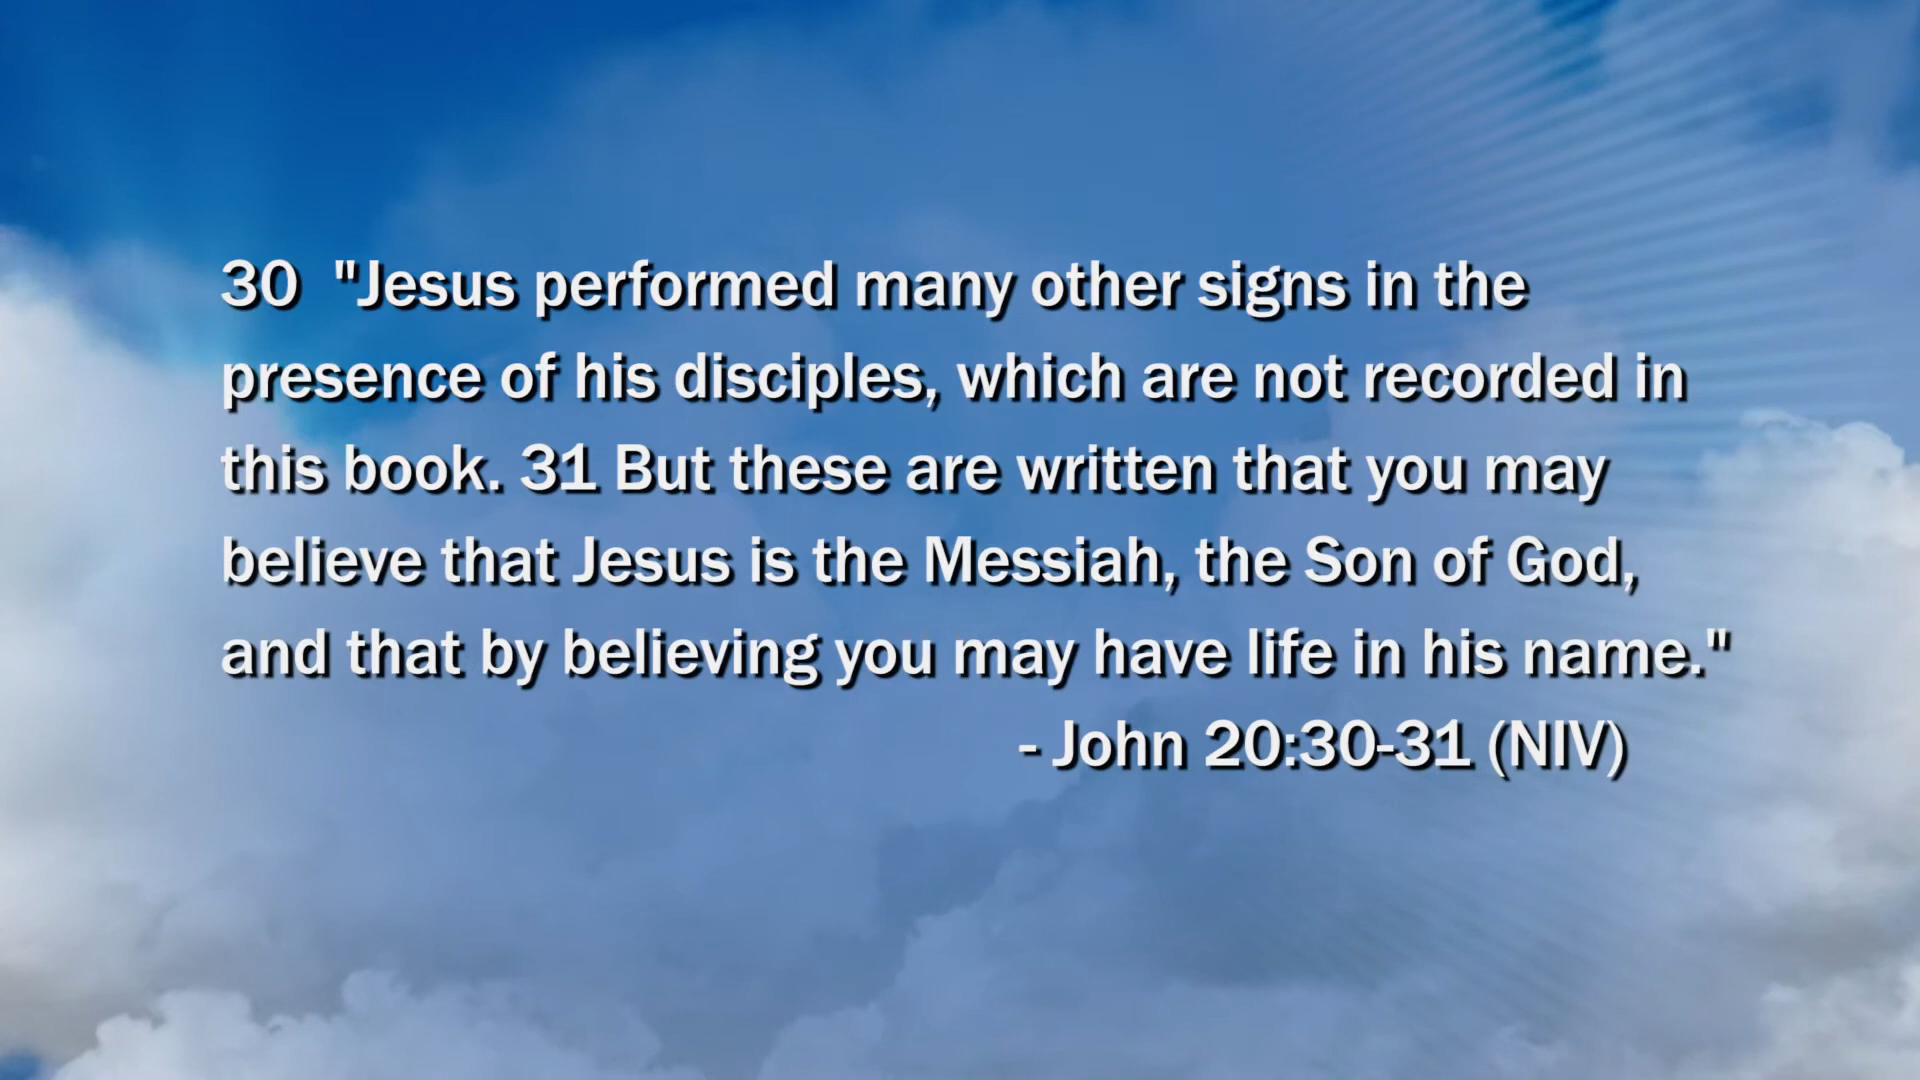 30  "Jesus performed many other signs in the
presence of his disciples, which are not recorded in
this book. 31 But these are written that you may
believe that Jesus is the Messiah, the Son of God,
and that by believing you may have life in his name."
- John 20:30-31 (NIV)